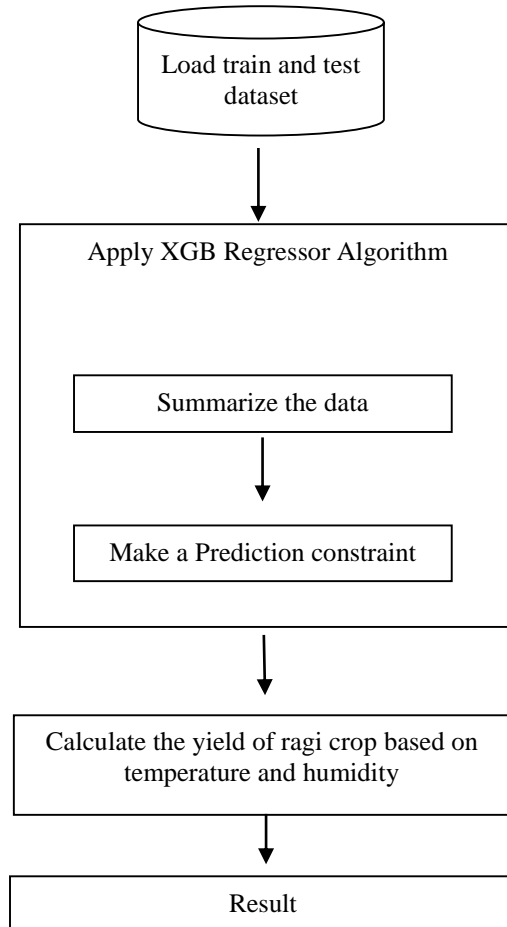 Load train and test
dataset
Apply XGB Regressor Algorithm
Summarize the data
Make a Prediction constraint
Calculate the yield of ragi crop based on
temperature and humidity
Result